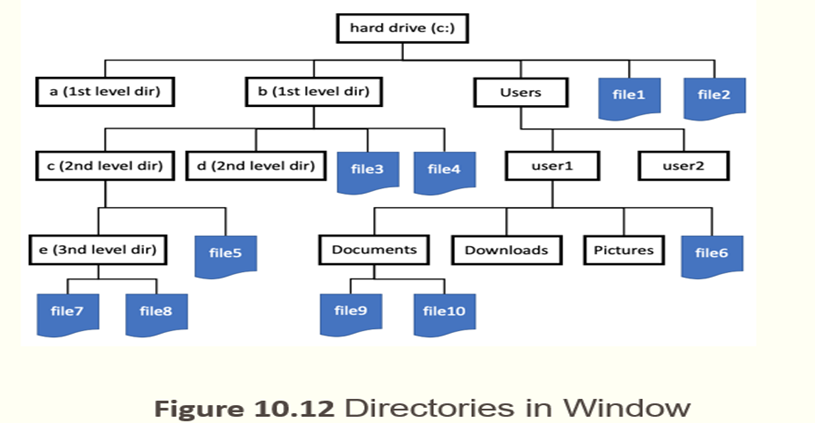 hard drive (c:)
a (1st level dir)
b (1st level dir)
Users
file1
file2
c (2nd level dir)
d (2nd level dir)
file3
file4
user1
user2
e (3nd level dir)
file5
Documents
Downloads
Pictures
file6
file7
file8
file9
file10
Figure 10.12 Directories in Window